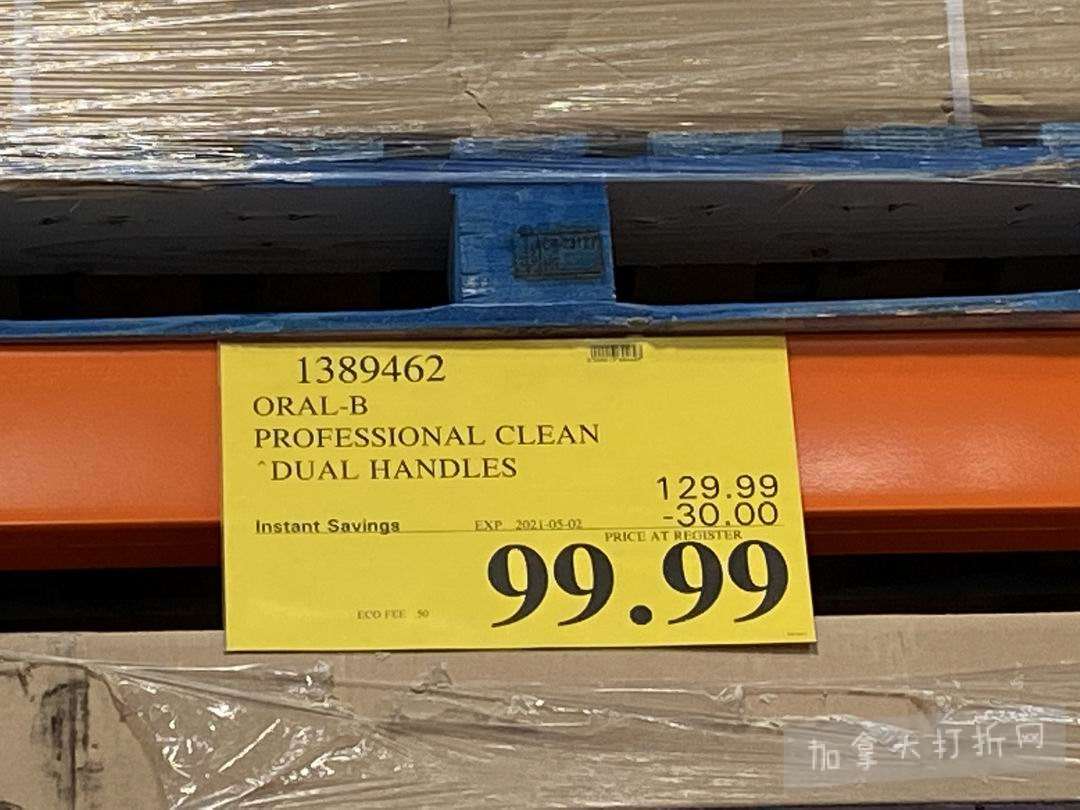 1389462
ORAL-B
PROFESSIONAL CLEAN
^DUAL HANDLES
129.99
-30.00
Instant Savings EXP 2021-05-02
PRICE AT REGISTER
99.99
ECO FEE .50
加拿大打折网